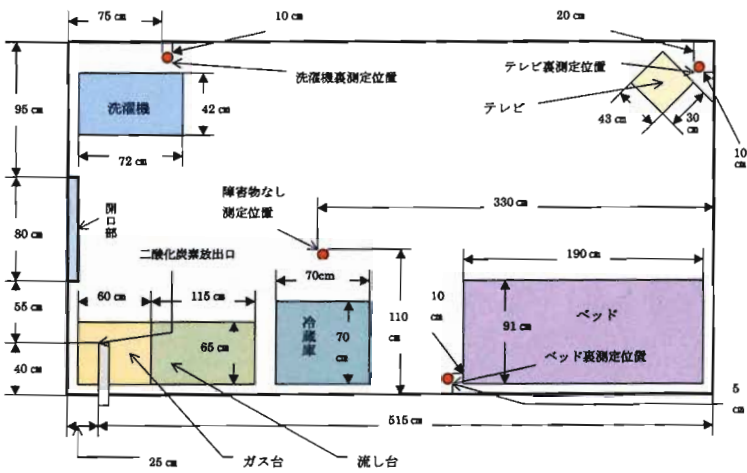 75 ㎝
10 ㎝
20 ㎝
洗濯機裏測定位置
テレビ裏測定位置
テレビ
洗濯機
42 ㎝
95 ㎝
43 ㎝
30
㎝
10
㎝
72 ㎝
障害物なし
測定位置
330 ㎝
開口部
80 ㎝
二酸化炭素放出口
190 ㎝
70cm
60 ㎝
115 ㎝
10
㎝
110
㎝
ベッド
55 ㎝
冷蔵庫
70
㎝
91 ㎝
65 ㎝
ベッド裏測定位置
40 ㎝
5
㎝
515 ㎝
25 ㎝
ガス台
流し台